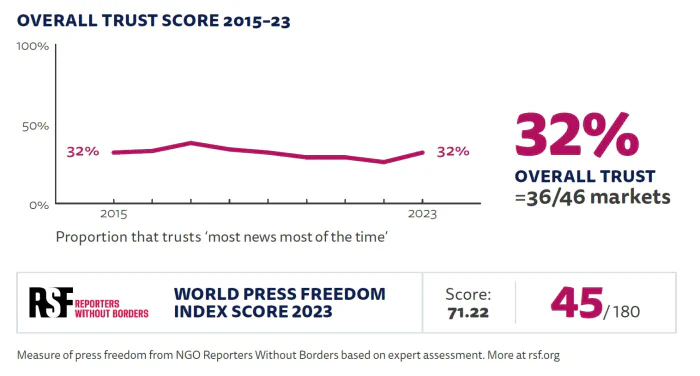 OVERALL TRUST SCORE 2015–23
100%
50%
0%
32%
32%
2015
2023
Proportion that trusts ‘most news most of the time’
32%
OVERALL TRUST
=36/46 markets
RSF REPORTERS
WITHOUT BORDERS
WORLD PRESS FREEDOM
INDEX SCORE 2023
Score:
71.22
45/180
Measure of press freedom from NGO Reporters Without Borders based on expert assessment. More at rsf.org